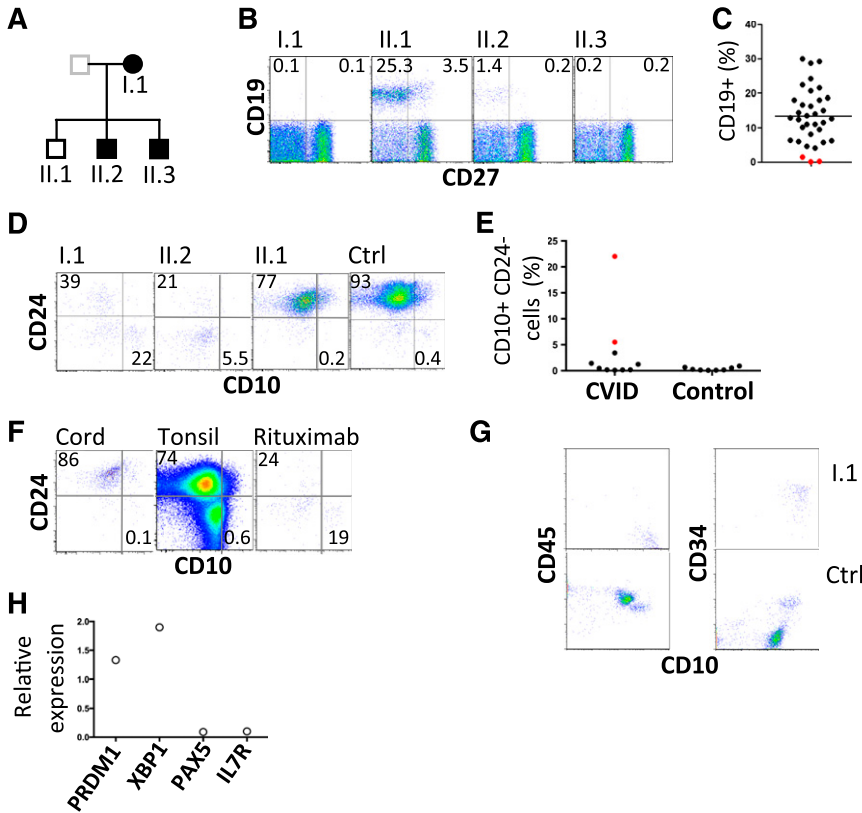 A
I.1
II.1 II.2 II.3
B
I.1 II.1 II.2 II.3
0.1 0.1 25.3 3.5 1.4 0.2 0.2 0.2
CD19
CD27
C
CD19+ (%)
40
30
20
10
0
D
I.1 II.2 II.1 Ctrl
39 21 77 93
22 5.5 0.2 0.4
CD24
CD10
E
CD10+ CD24-
cells (%)
25
20
15
10
5
0
CVID Control
F
Cord Tonsil Rituximab
86 74 24
0.1 0.6 19
CD24
CD10
G
CD45
CD34
I.1
Ctrl
CD10
H
Relative
expression
2.0
1.5
1.0
0.5
0.0
PRDM1 XBP1 PAX5 IL7R